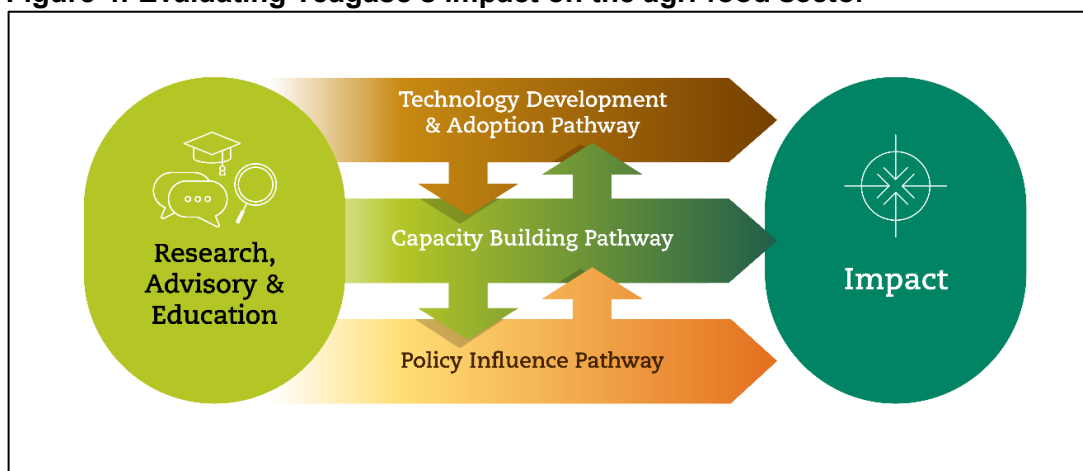 Technology Development
& Adoption Pathway
Research,
Advisory &
Education
Capacity Building Pathway
Impact
Policy Influence Pathway